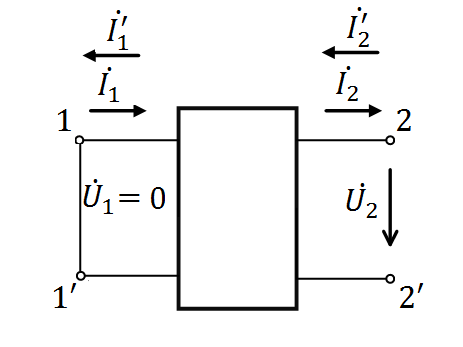 İ₁′ İ₂′
İ₁ İ₂
1 2
U̇₁ = 0 U̇₂
1′ 2′